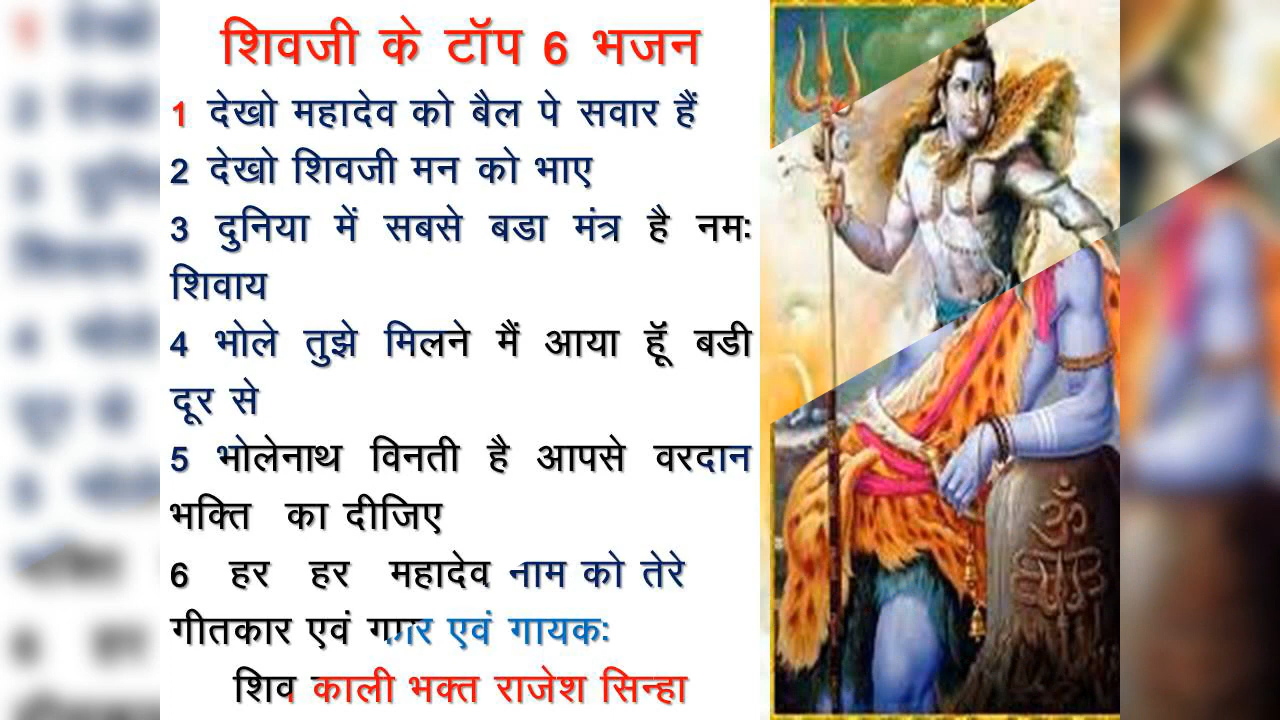 शिवजी के टॉप 6 भजन
1 देखो महादेव को बैल पे सवार हैं
2 देखो शिवजी मन को भाए
3 दुनिया में सबसे बडा मंत्र है नमः
शिवाय
4 भोले तुझे मिलने मैं आया हूॅ बडी
दूर से
5 भोलेनाथ विनती है आपसे वरदान
भक्ति का दीजिए
6 हर हर महादेव नाम को तेरे
गीतकार एवं एवं गायकः
शिव काली भक्त राजेश सिन्हा
ॐ